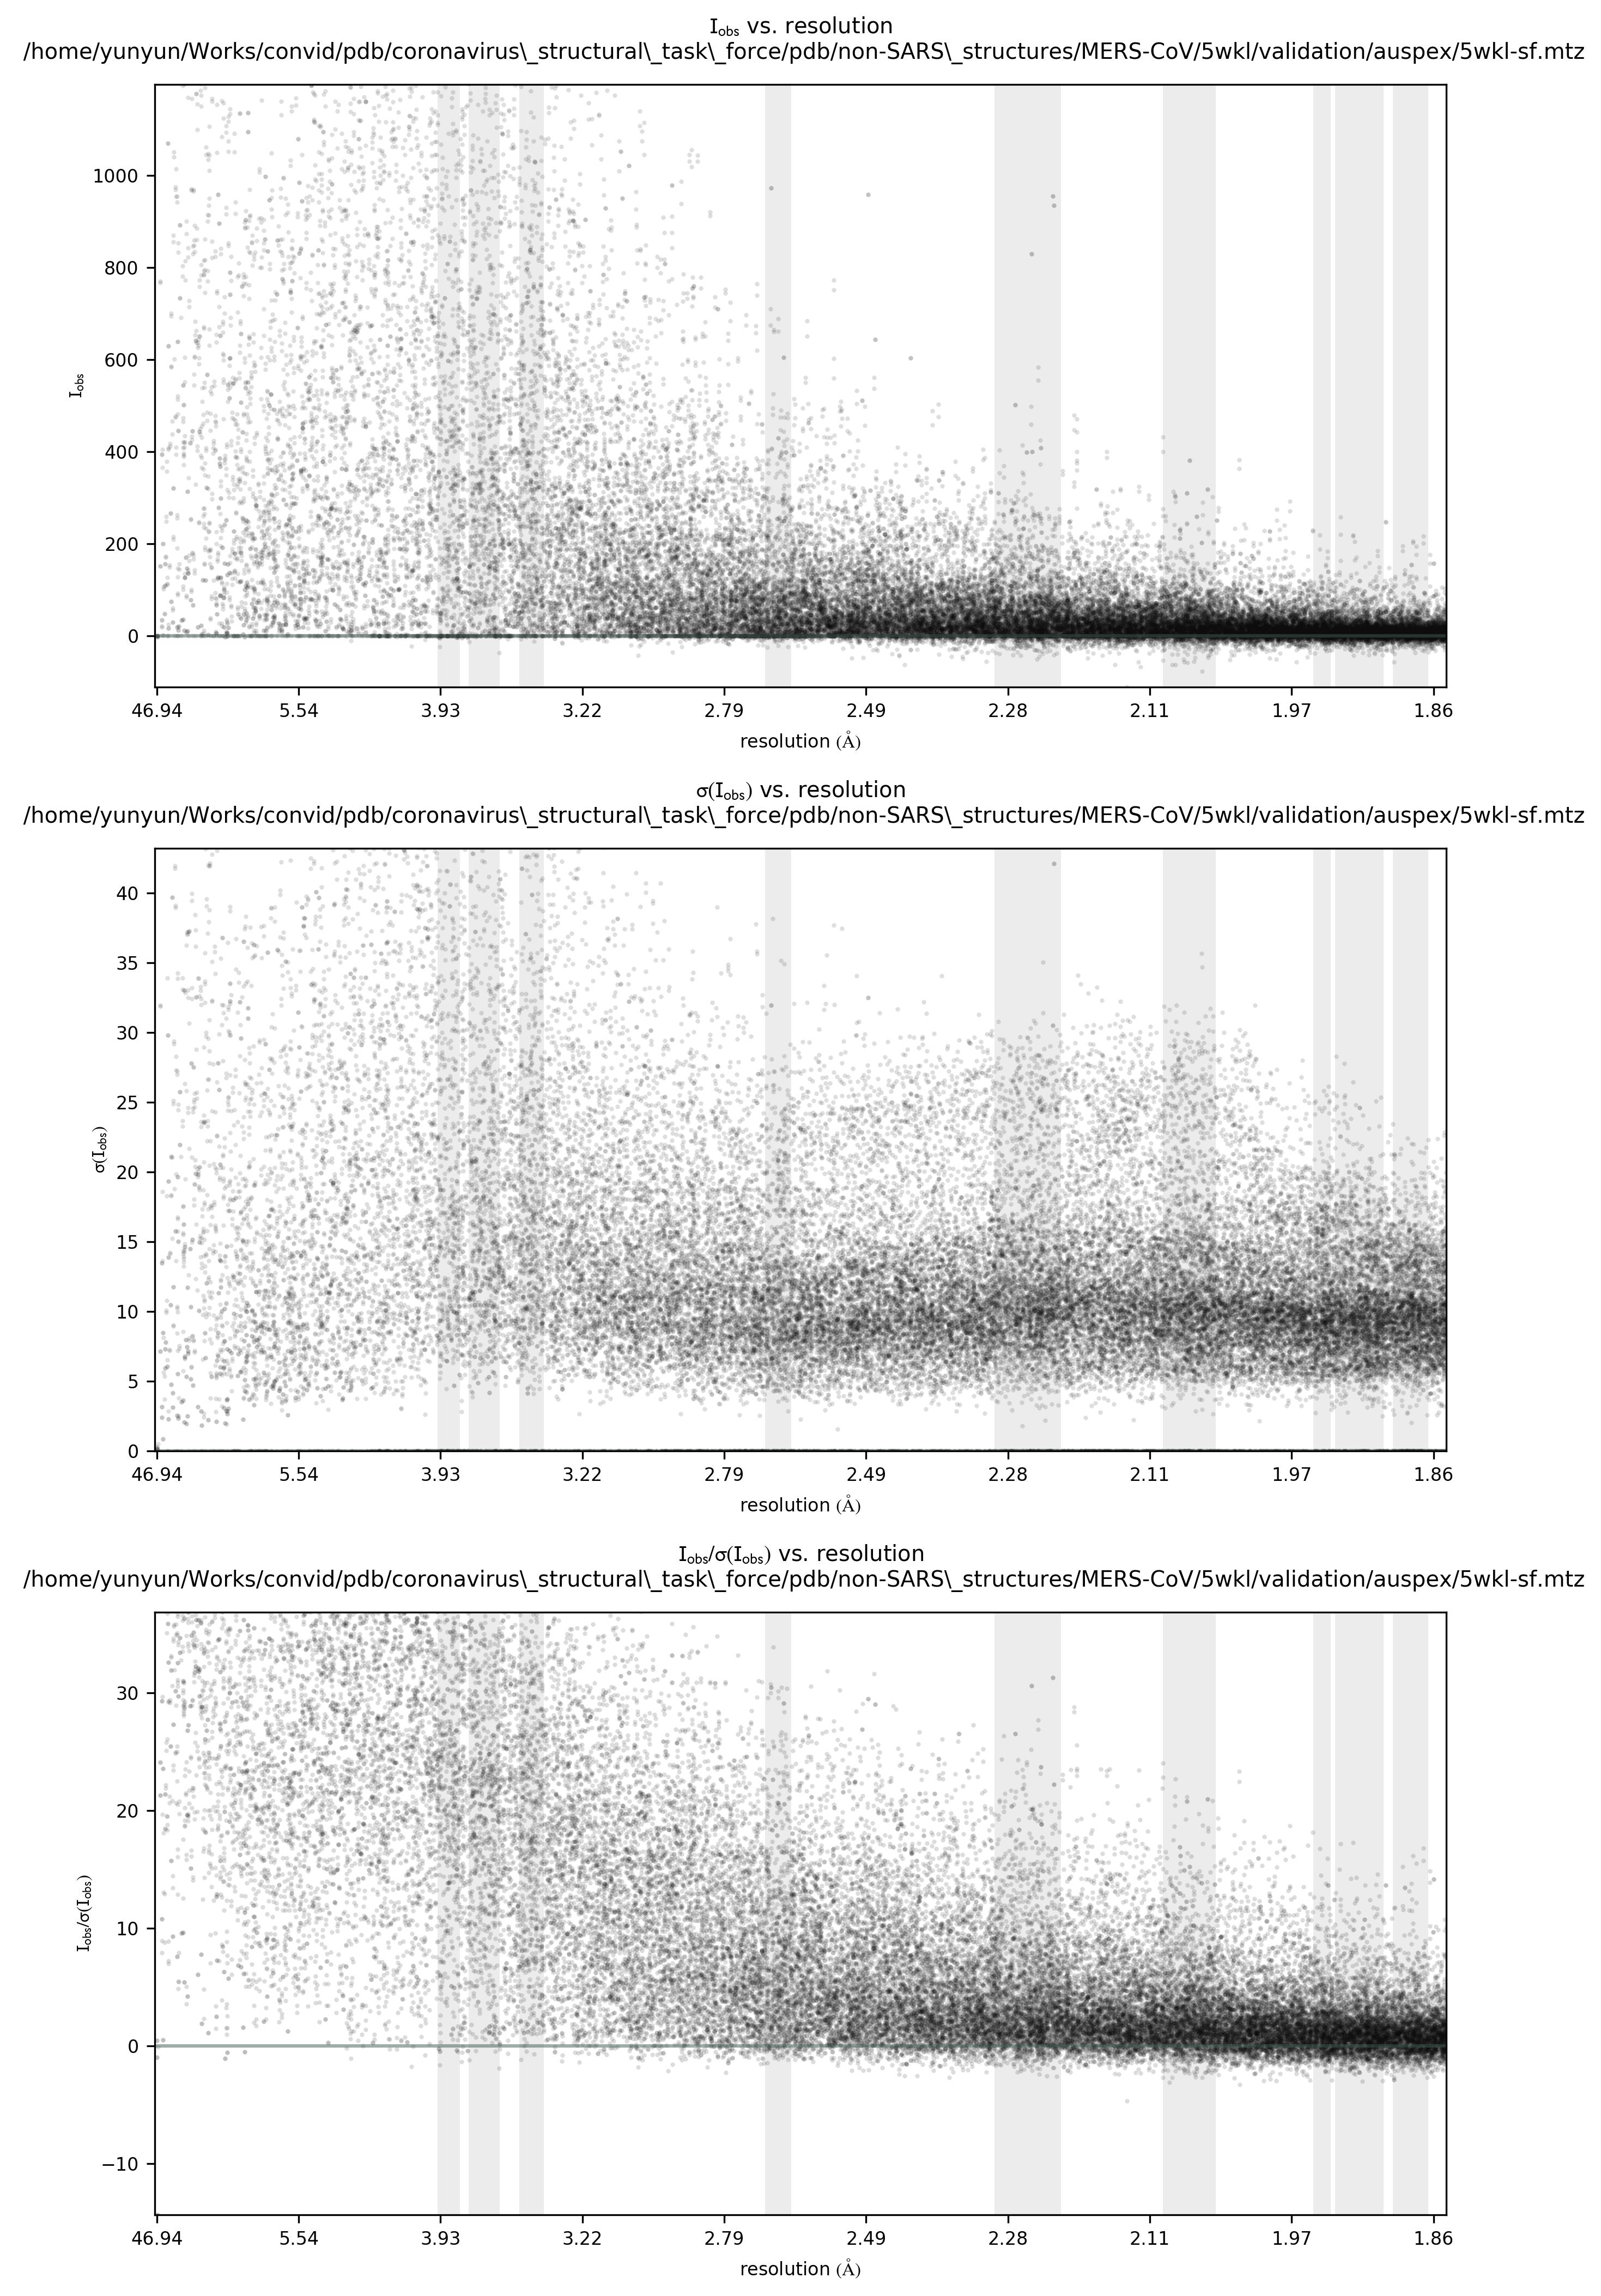 I_obs vs. resolution
/home/yunyun/Works/convid/pdb/coronavirus\_structural\_task\_force/pdb/non-SARS\_structures/MERS-CoV/5wkl/validation/auspex/5wkl-sf.mtz
1000
800
600
400
200
0
I_obs
46.94 5.54 3.93 3.22 2.79 2.49 2.28 2.11 1.97 1.86
resolution (Å)
σ(I_obs) vs. resolution
/home/yunyun/Works/convid/pdb/coronavirus\_structural\_task\_force/pdb/non-SARS\_structures/MERS-CoV/5wkl/validation/auspex/5wkl-sf.mtz
40
35
30
25
20
15
10
5
0
σ(I_obs)
46.94 5.54 3.93 3.22 2.79 2.49 2.28 2.11 1.97 1.86
resolution (Å)
I_obs/σ(I_obs) vs. resolution
/home/yunyun/Works/convid/pdb/coronavirus\_structural\_task\_force/pdb/non-SARS\_structures/MERS-CoV/5wkl/validation/auspex/5wkl-sf.mtz
30
20
10
0
−10
I_obs/σ(I_obs)
46.94 5.54 3.93 3.22 2.79 2.49 2.28 2.11 1.97 1.86
resolution (Å)